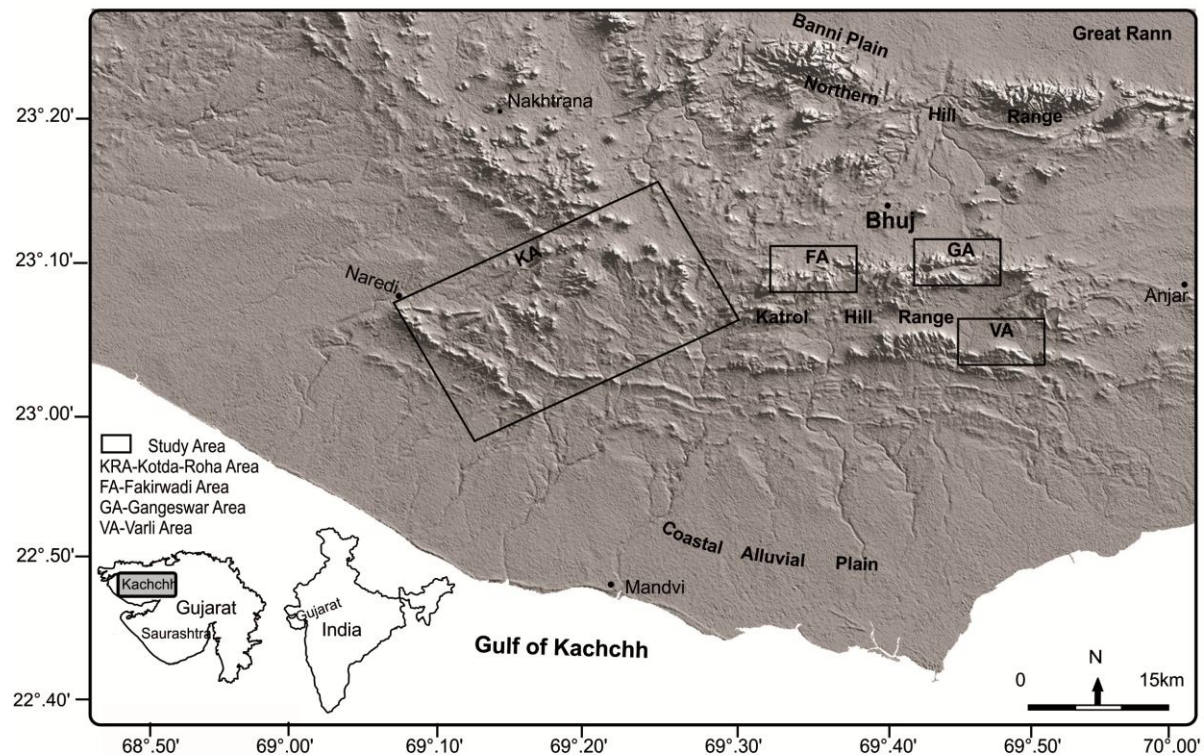 Banni Plain
Great Rann
Northern Hill Range
Nakhtrana
23°.20'
Bhuj
KA
FA
GA
23°.10'
Naredi
Anjar
Katrol Hill Range
VA
23°.00'
Study Area
KRA-Kotda-Roha Area
FA-Fakirwadi Area
GA-Gangeswar Area
VA-Varli Area
22°.50'
Coastal Alluvial Plain
Kachchh
Gujarat
Saurashtra
Gujarat
India
Mandvi
Gulf of Kachchh
N
0 15km
22°.40'
68°.50' 69°.00' 69°.10' 69°.20' 69°.30' 69°.40' 69°.50' 70°.00'